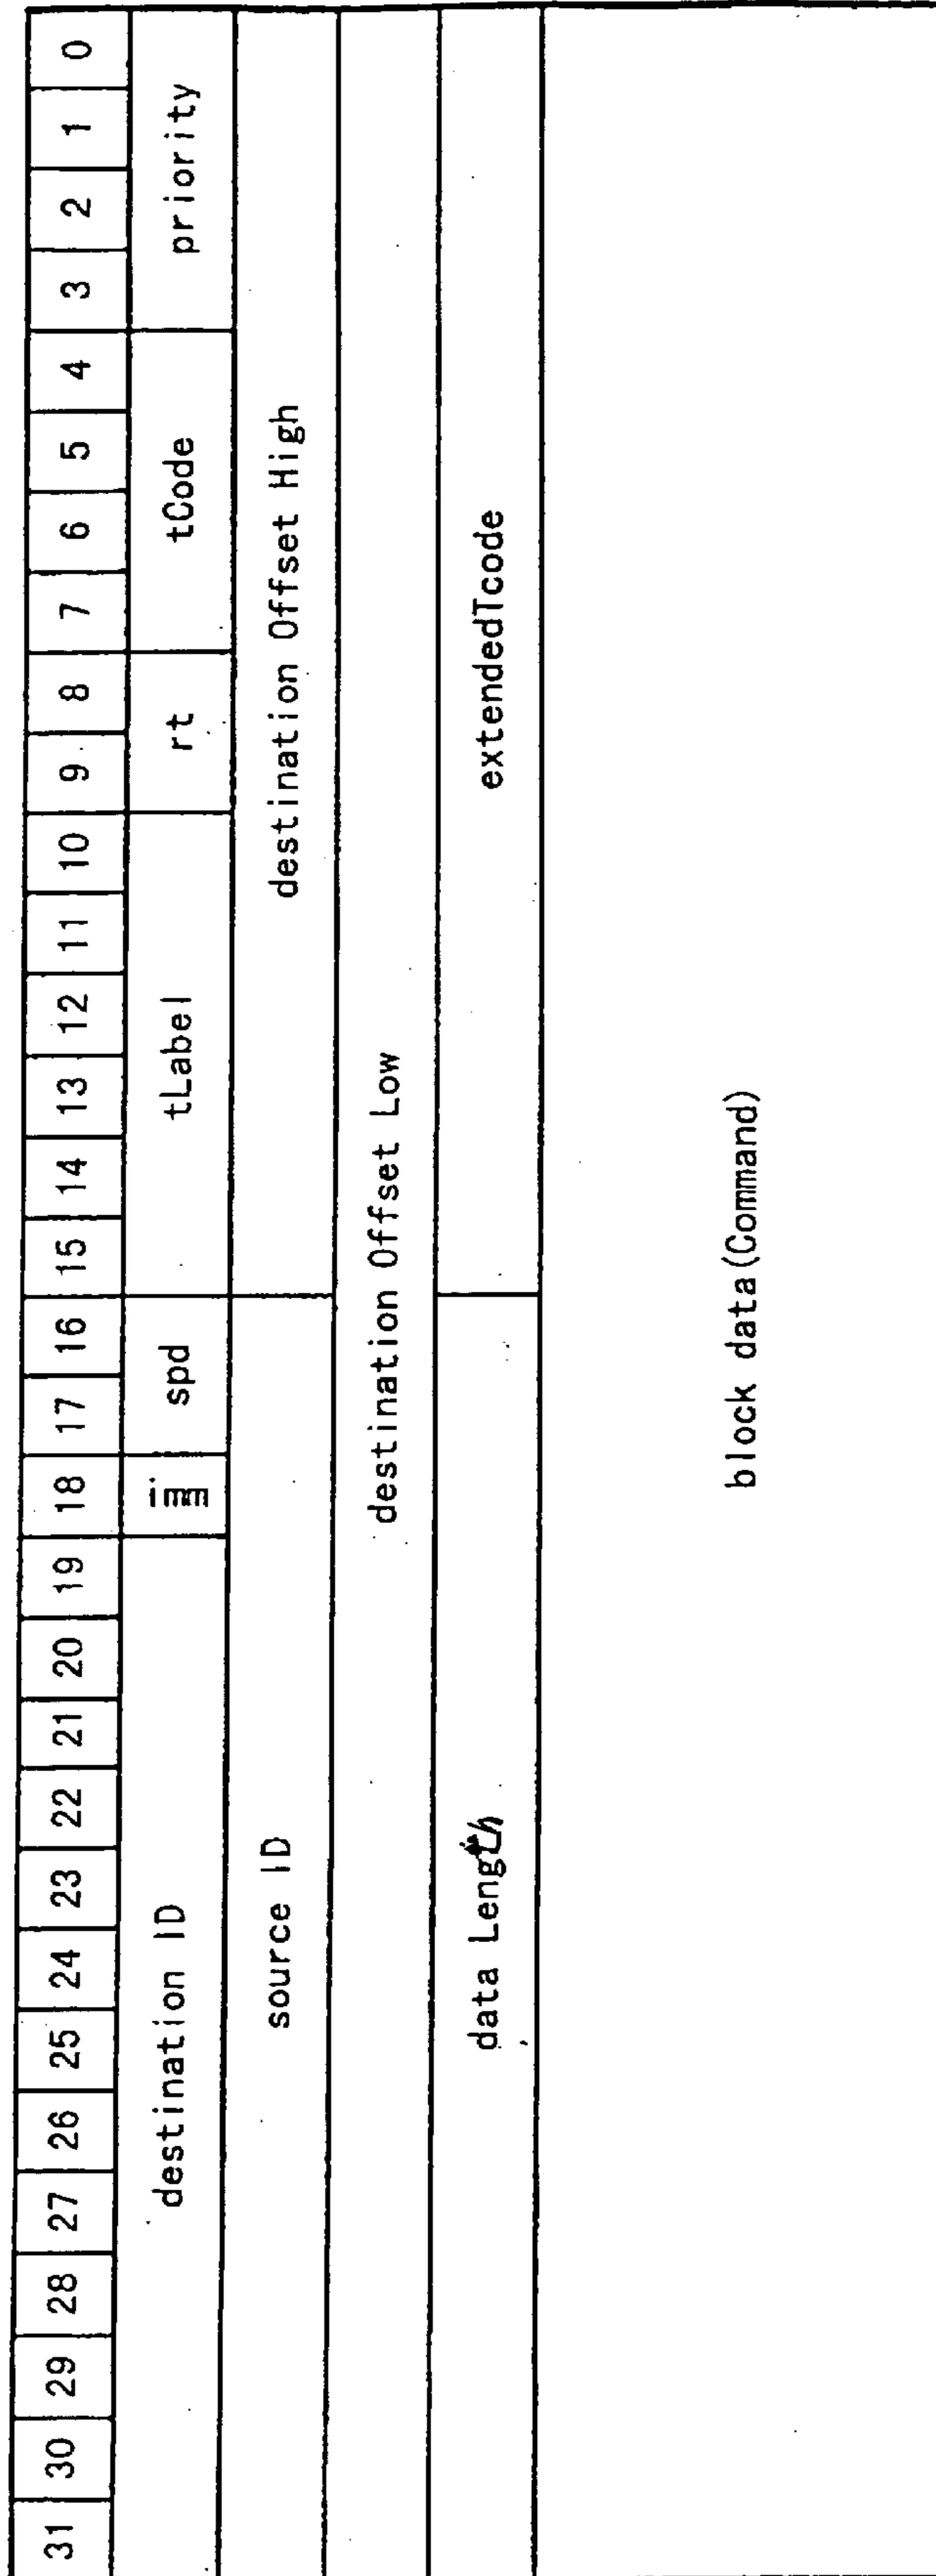 31 30 29 28 27 26 25 24 23 22 21 20 19 18 17 16 15 14 13 12 11 10 9 8 7 6 5 4 3 2 1 0
destination ID imm spd tLabel rt tCode priority
source ID destination Offset High
destination Offset Low
data Length extendedTcode
block data(Command)